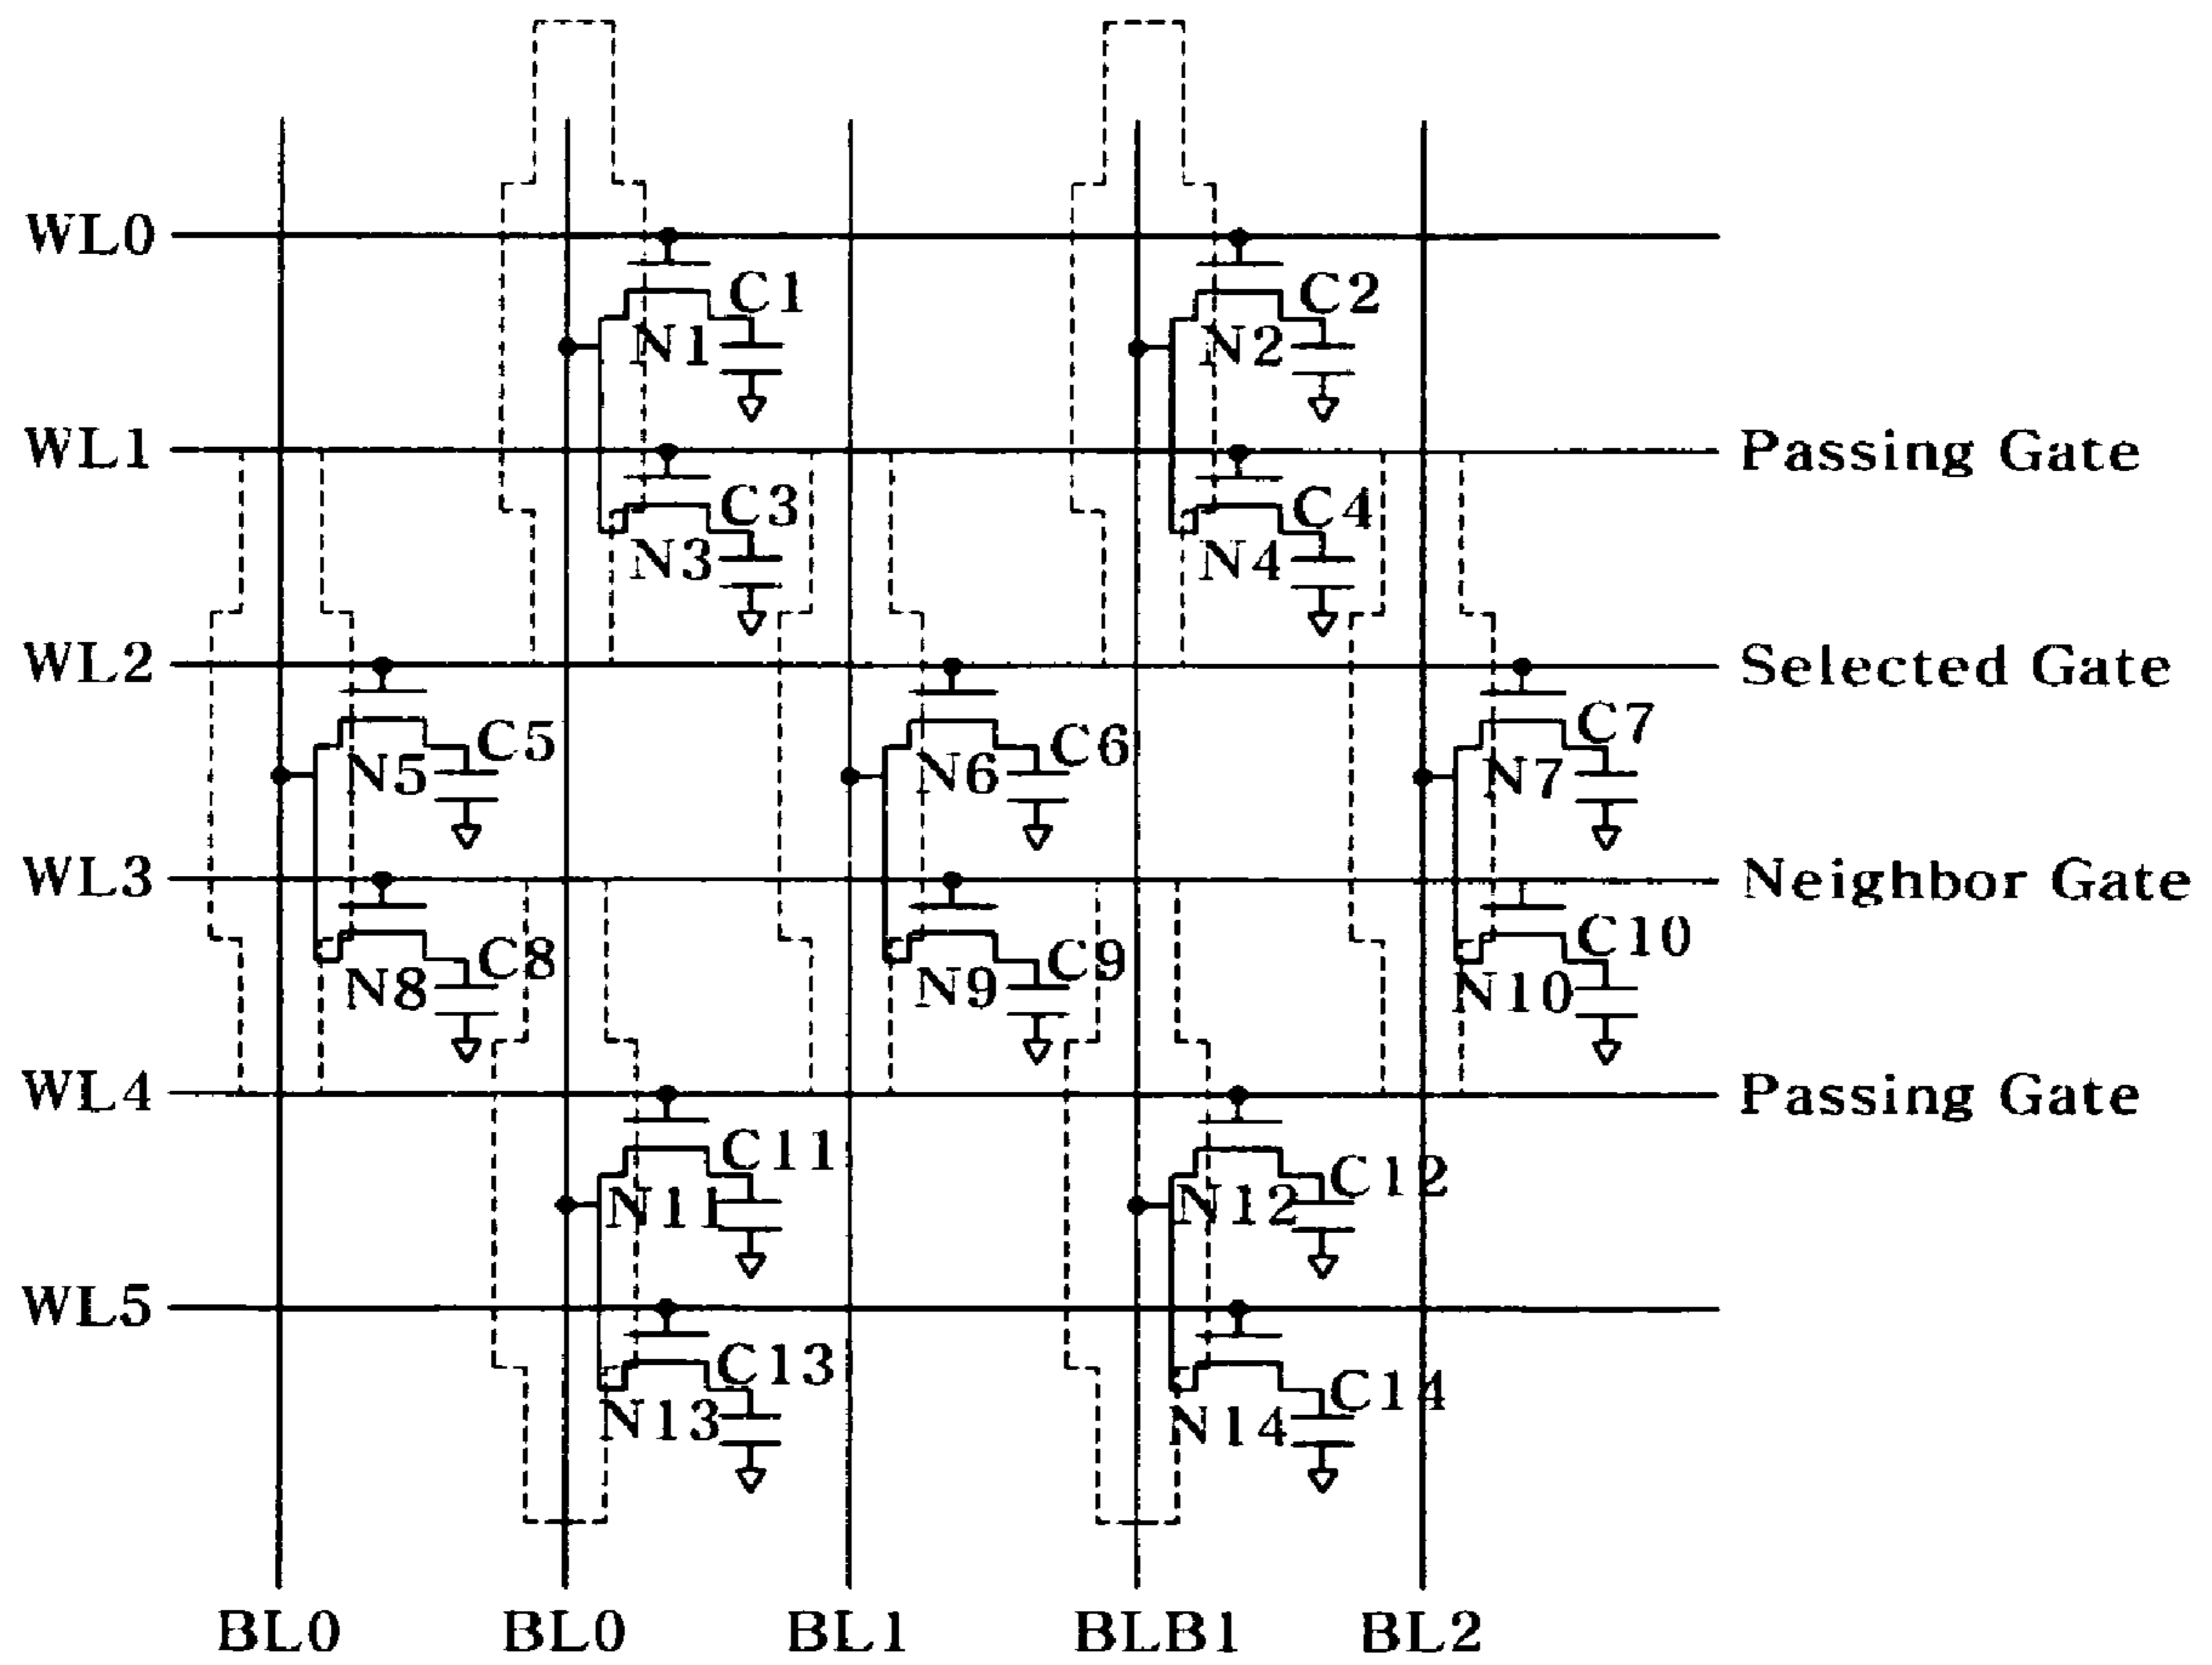 WL0
C1
C2
N1
N2
WL1
Passing Gate
C3
C4
N3
N4
WL2
Selected Gate
C5
C6
C7
N5
N6
N7
WL3
Neighbor Gate
C8
C9
C10
N8
N9
N10
WL4
Passing Gate
C11
C12
N11
N12
WL5
C13
C14
N13
N14
BL0
BL0
BL1
BLB1
BL2